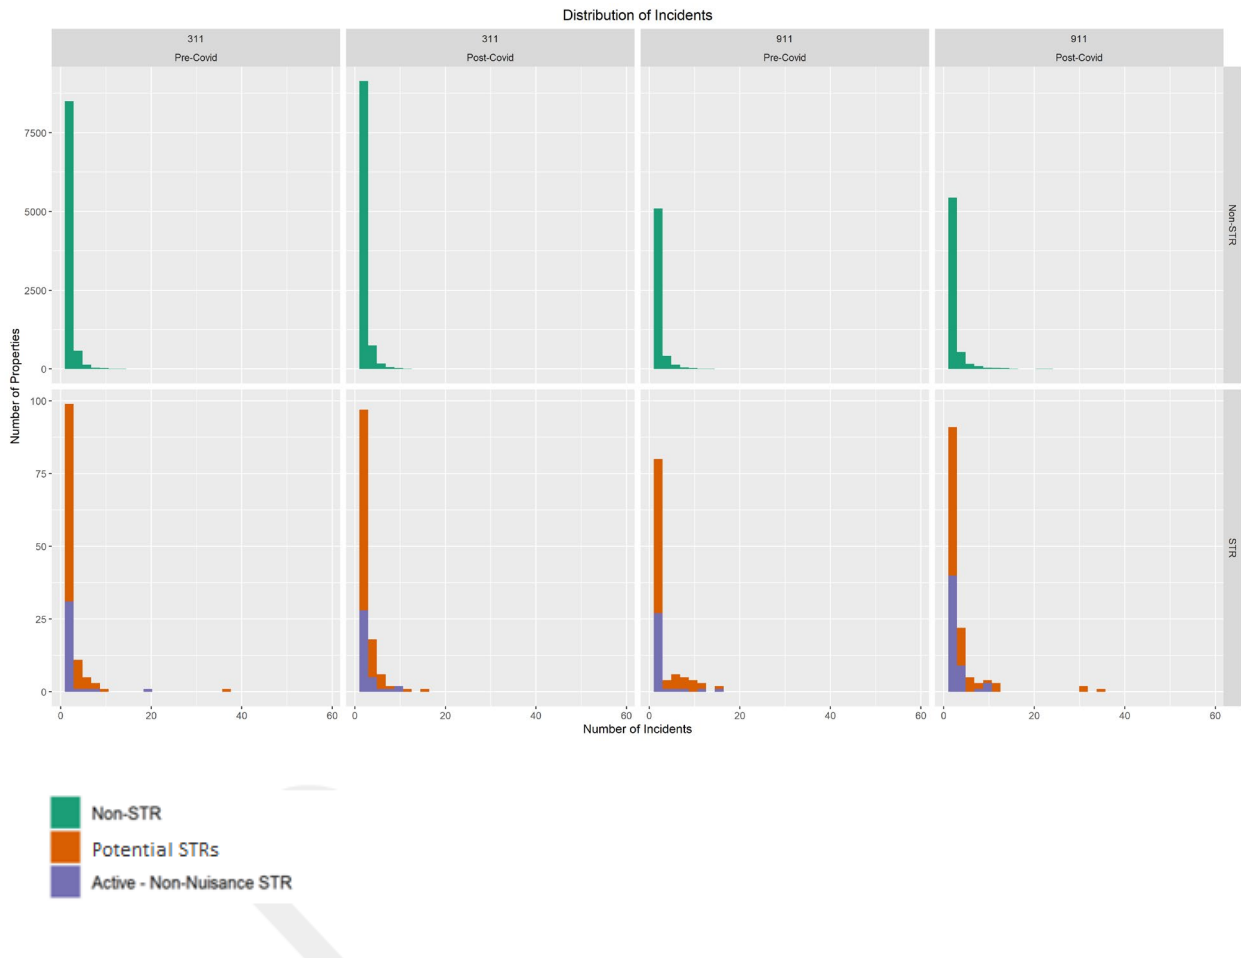 Distribution of Incidents
311
Pre-Covid
311
Post-Covid
911
Pre-Covid
911
Post-Covid
Number of Properties
7500
5000
2500
0
Non-STR
100
75
50
25
0
STR
0 20 40 60
0 20 40 60
0 20 40 60
0 20 40 60
Number of Incidents
Non-STR
Potential STRs
Active - Non-Nuisance STR